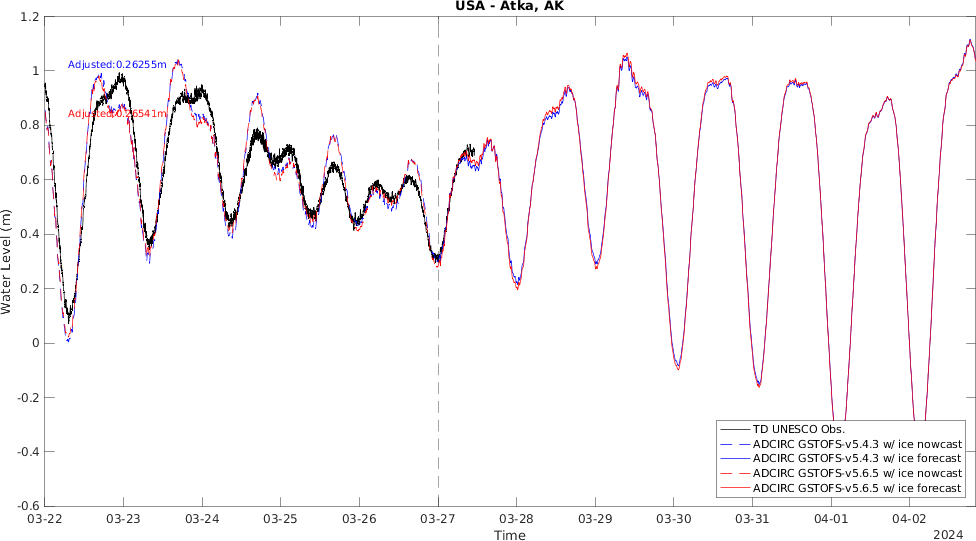 USA - Atka, AK
1.2
1
0.8
0.6
0.4
0.2
0
-0.2
-0.4
-0.6
Water Level (m)
Adjusted:0.26255m
Adjusted:0.26541m
TD UNESCO Obs.
ADCIRC GSTOFS-v5.4.3 w/ ice nowcast
ADCIRC GSTOFS-v5.4.3 w/ ice forecast
ADCIRC GSTOFS-v5.6.5 w/ ice nowcast
ADCIRC GSTOFS-v5.6.5 w/ ice forecast
03-22 03-23 03-24 03-25 03-26 03-27 03-28 03-29 03-30 03-31 04-01 04-02
Time
2024